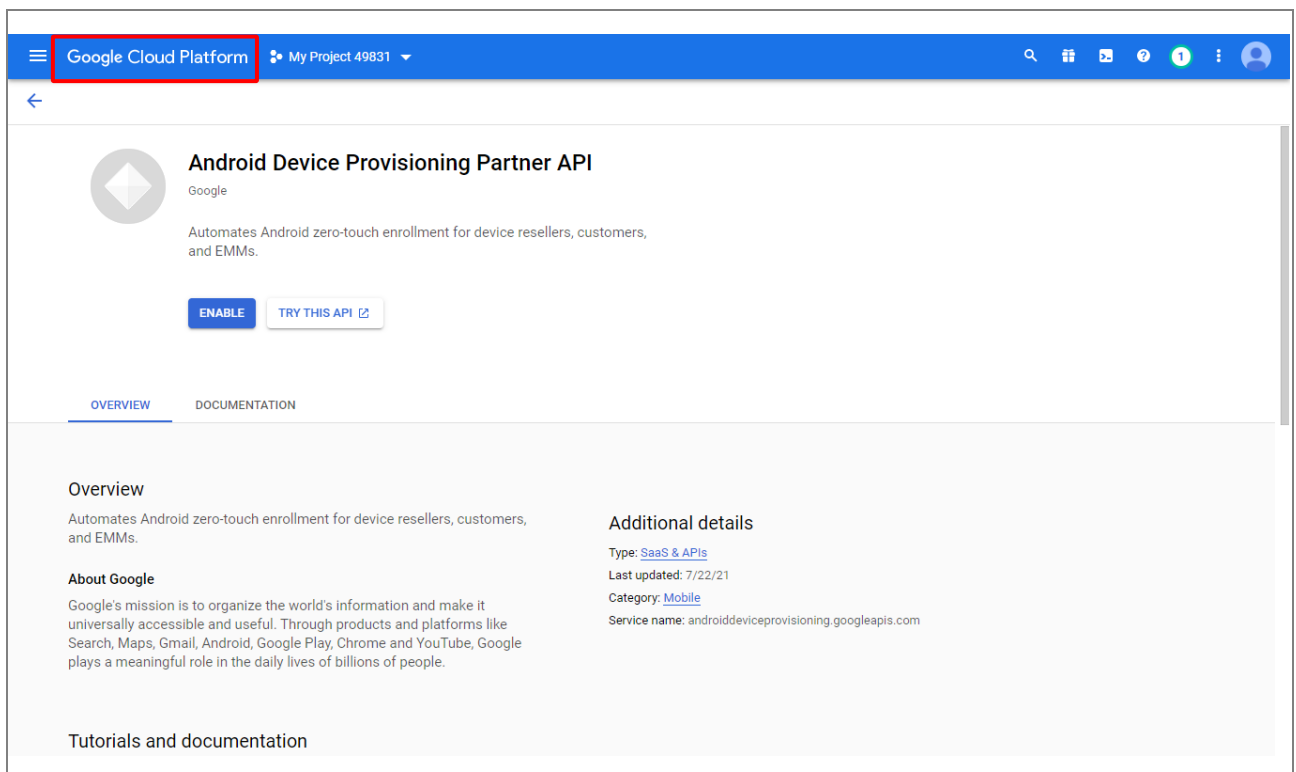 Google Cloud Platform
My Project 49831
1
Android Device Provisioning Partner API
Google
Automates Android zero-touch enrollment for device resellers, customers,
and EMMs.
ENABLE
TRY THIS API
OVERVIEW
DOCUMENTATION
Overview
Automates Android zero-touch enrollment for device resellers, customers,
and EMMs.
About Google
Google's mission is to organize the world's information and make it
universally accessible and useful. Through products and platforms like
Search, Maps, Gmail, Android, Google Play, Chrome and YouTube, Google
plays a meaningful role in the daily lives of billions of people.
Additional details
Type: SaaS & APIs
Last updated: 7/22/21
Category: Mobile
Service name: androiddeviceprovisioning.googleapis.com
Tutorials and documentation